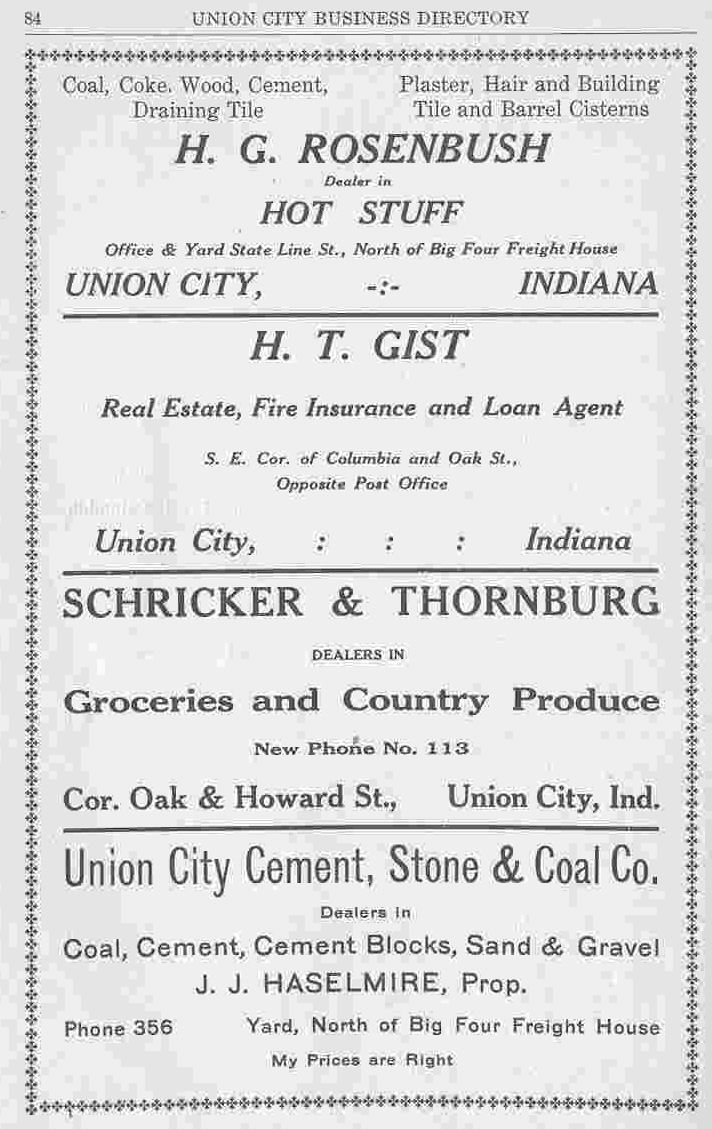 84 UNION CITY BUSINESS DIRECTORY
Coal, Coke. Wood, Cement, Plaster, Hair and Building
Draining Tile Tile and Barrel Cisterns
H. G. ROSENBUSH
Dealer in
HOT STUFF
Office & Yard State Line St., North of Big Four Freight House
UNION CITY, -:- INDIANA
H. T. GIST
Real Estate, Fire Insurance and Loan Agent
S. E. Cor. of Columbia and Oak St.,
Opposite Post Office
Union City, : : : Indiana
SCHRICKER & THORNBURG
DEALERS IN
Groceries and Country Produce
New Phone No. 113
Cor. Oak & Howard St., Union City, Ind.
Union City Cement, Stone & Coal Co.
Dealers in
Coal, Cement, Cement Blocks, Sand & Gravel
J. J. HASELMIRE, Prop.
Phone 356 Yard, North of Big Four Freight House
My Prices are Right